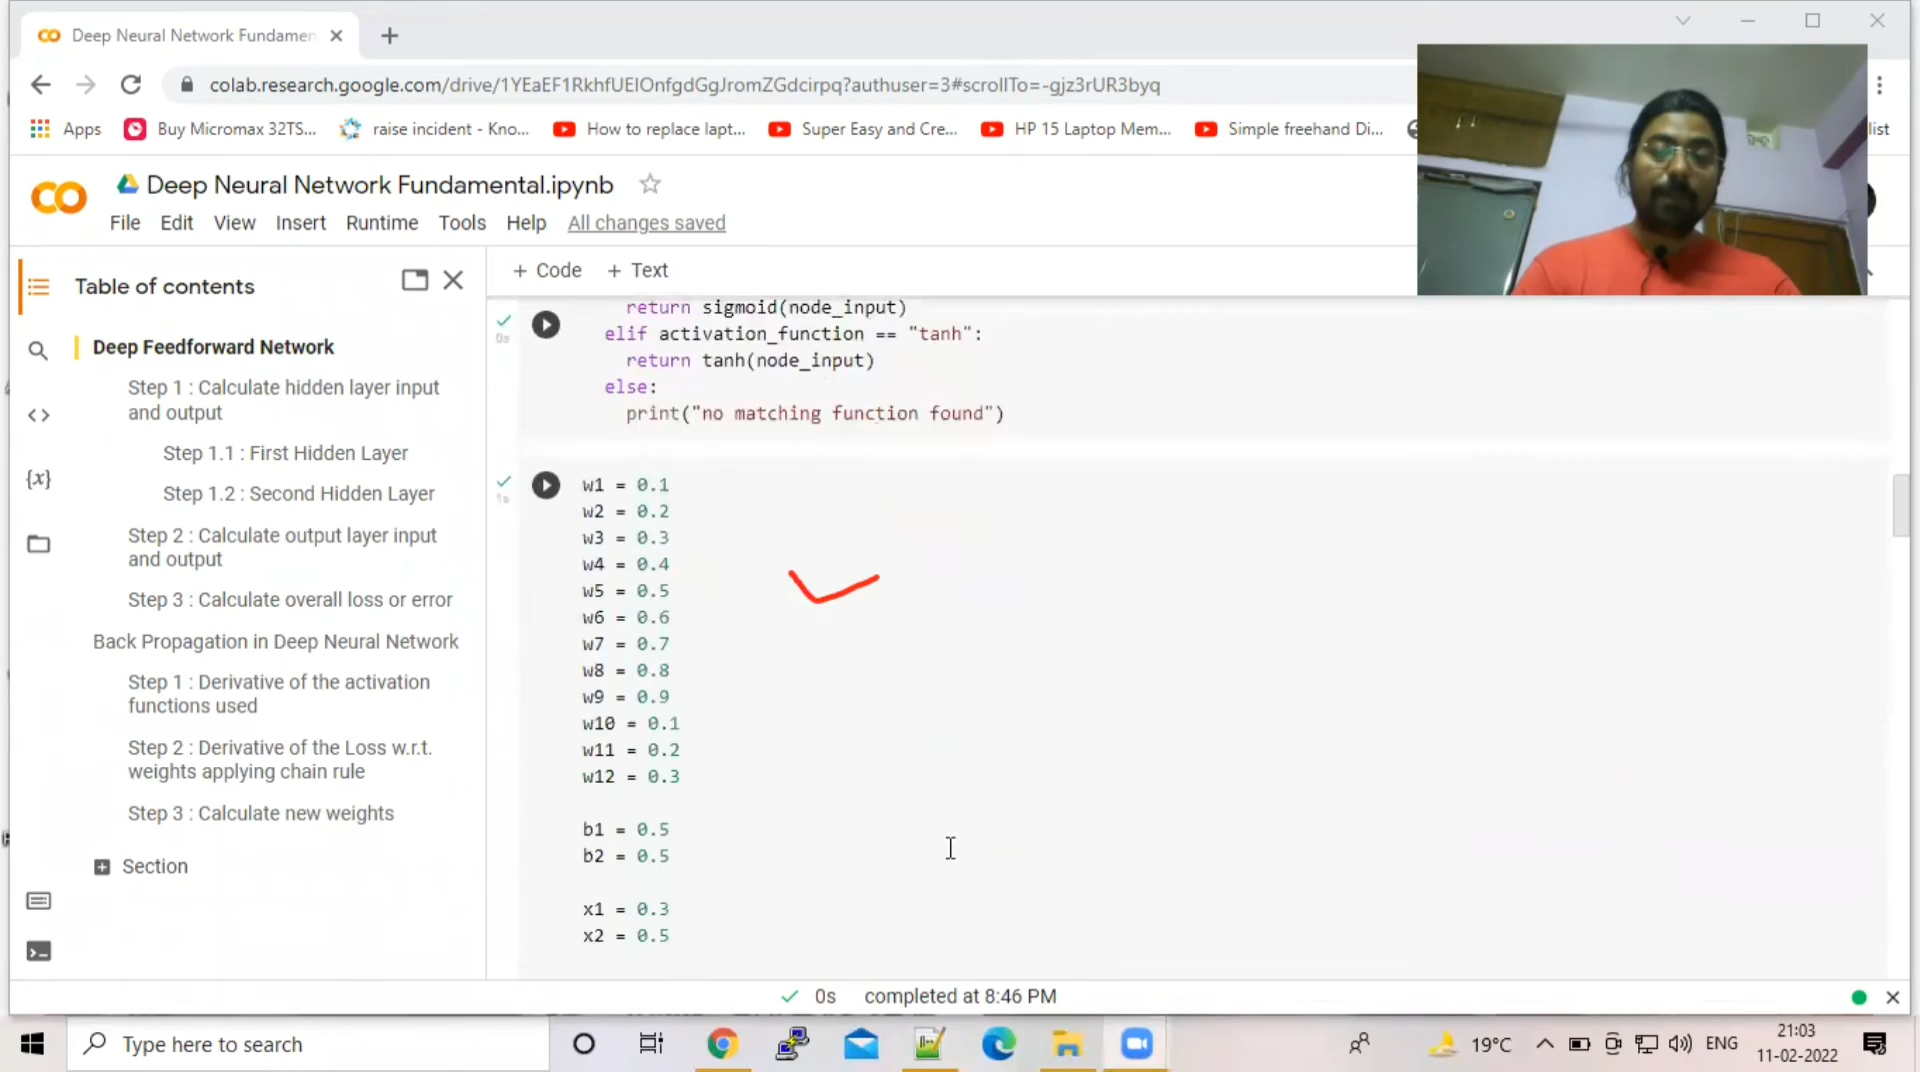 Deep Neural Network Fundamen
colab.research.google.com/drive/1YEaEF1RkhfUEIOnfgdGgJromZGdcirpq?authuser=3#scrollTo=-gjz3rUR3byq
Apps
Buy Micromax 32TS...
raise incident - Kno...
How to replace lapt...
Super Easy and Cre...
HP 15 Laptop Mem...
Simple freehand Di...
list
CO
Deep Neural Network Fundamental.ipynb
File Edit View Insert Runtime Tools Help All changes saved
Table of contents
+ Code + Text
Deep Feedforward Network
Step 1 : Calculate hidden layer input
and output
Step 1.1 : First Hidden Layer
Step 1.2 : Second Hidden Layer
Step 2 : Calculate output layer input
and output
Step 3 : Calculate overall loss or error
Back Propagation in Deep Neural Network
Step 1 : Derivative of the activation
functions used
Step 2 : Derivative of the Loss w.r.t.
weights applying chain rule
Step 3 : Calculate new weights
Section
{x}
0s
return sigmoid(node_input)
elif activation_function == "tanh":
return tanh(node_input)
else:
print("no matching function found")
w1 = 0.1
w2 = 0.2
w3 = 0.3
w4 = 0.4
w5 = 0.5
w6 = 0.6
w7 = 0.7
w8 = 0.8
w9 = 0.9
w10 = 0.1
w11 = 0.2
w12 = 0.3
b1 = 0.5
b2 = 0.5
x1 = 0.3
x2 = 0.5
0s completed at 8:46 PM
Type here to search
19°C
ENG
21:03
11-02-2022